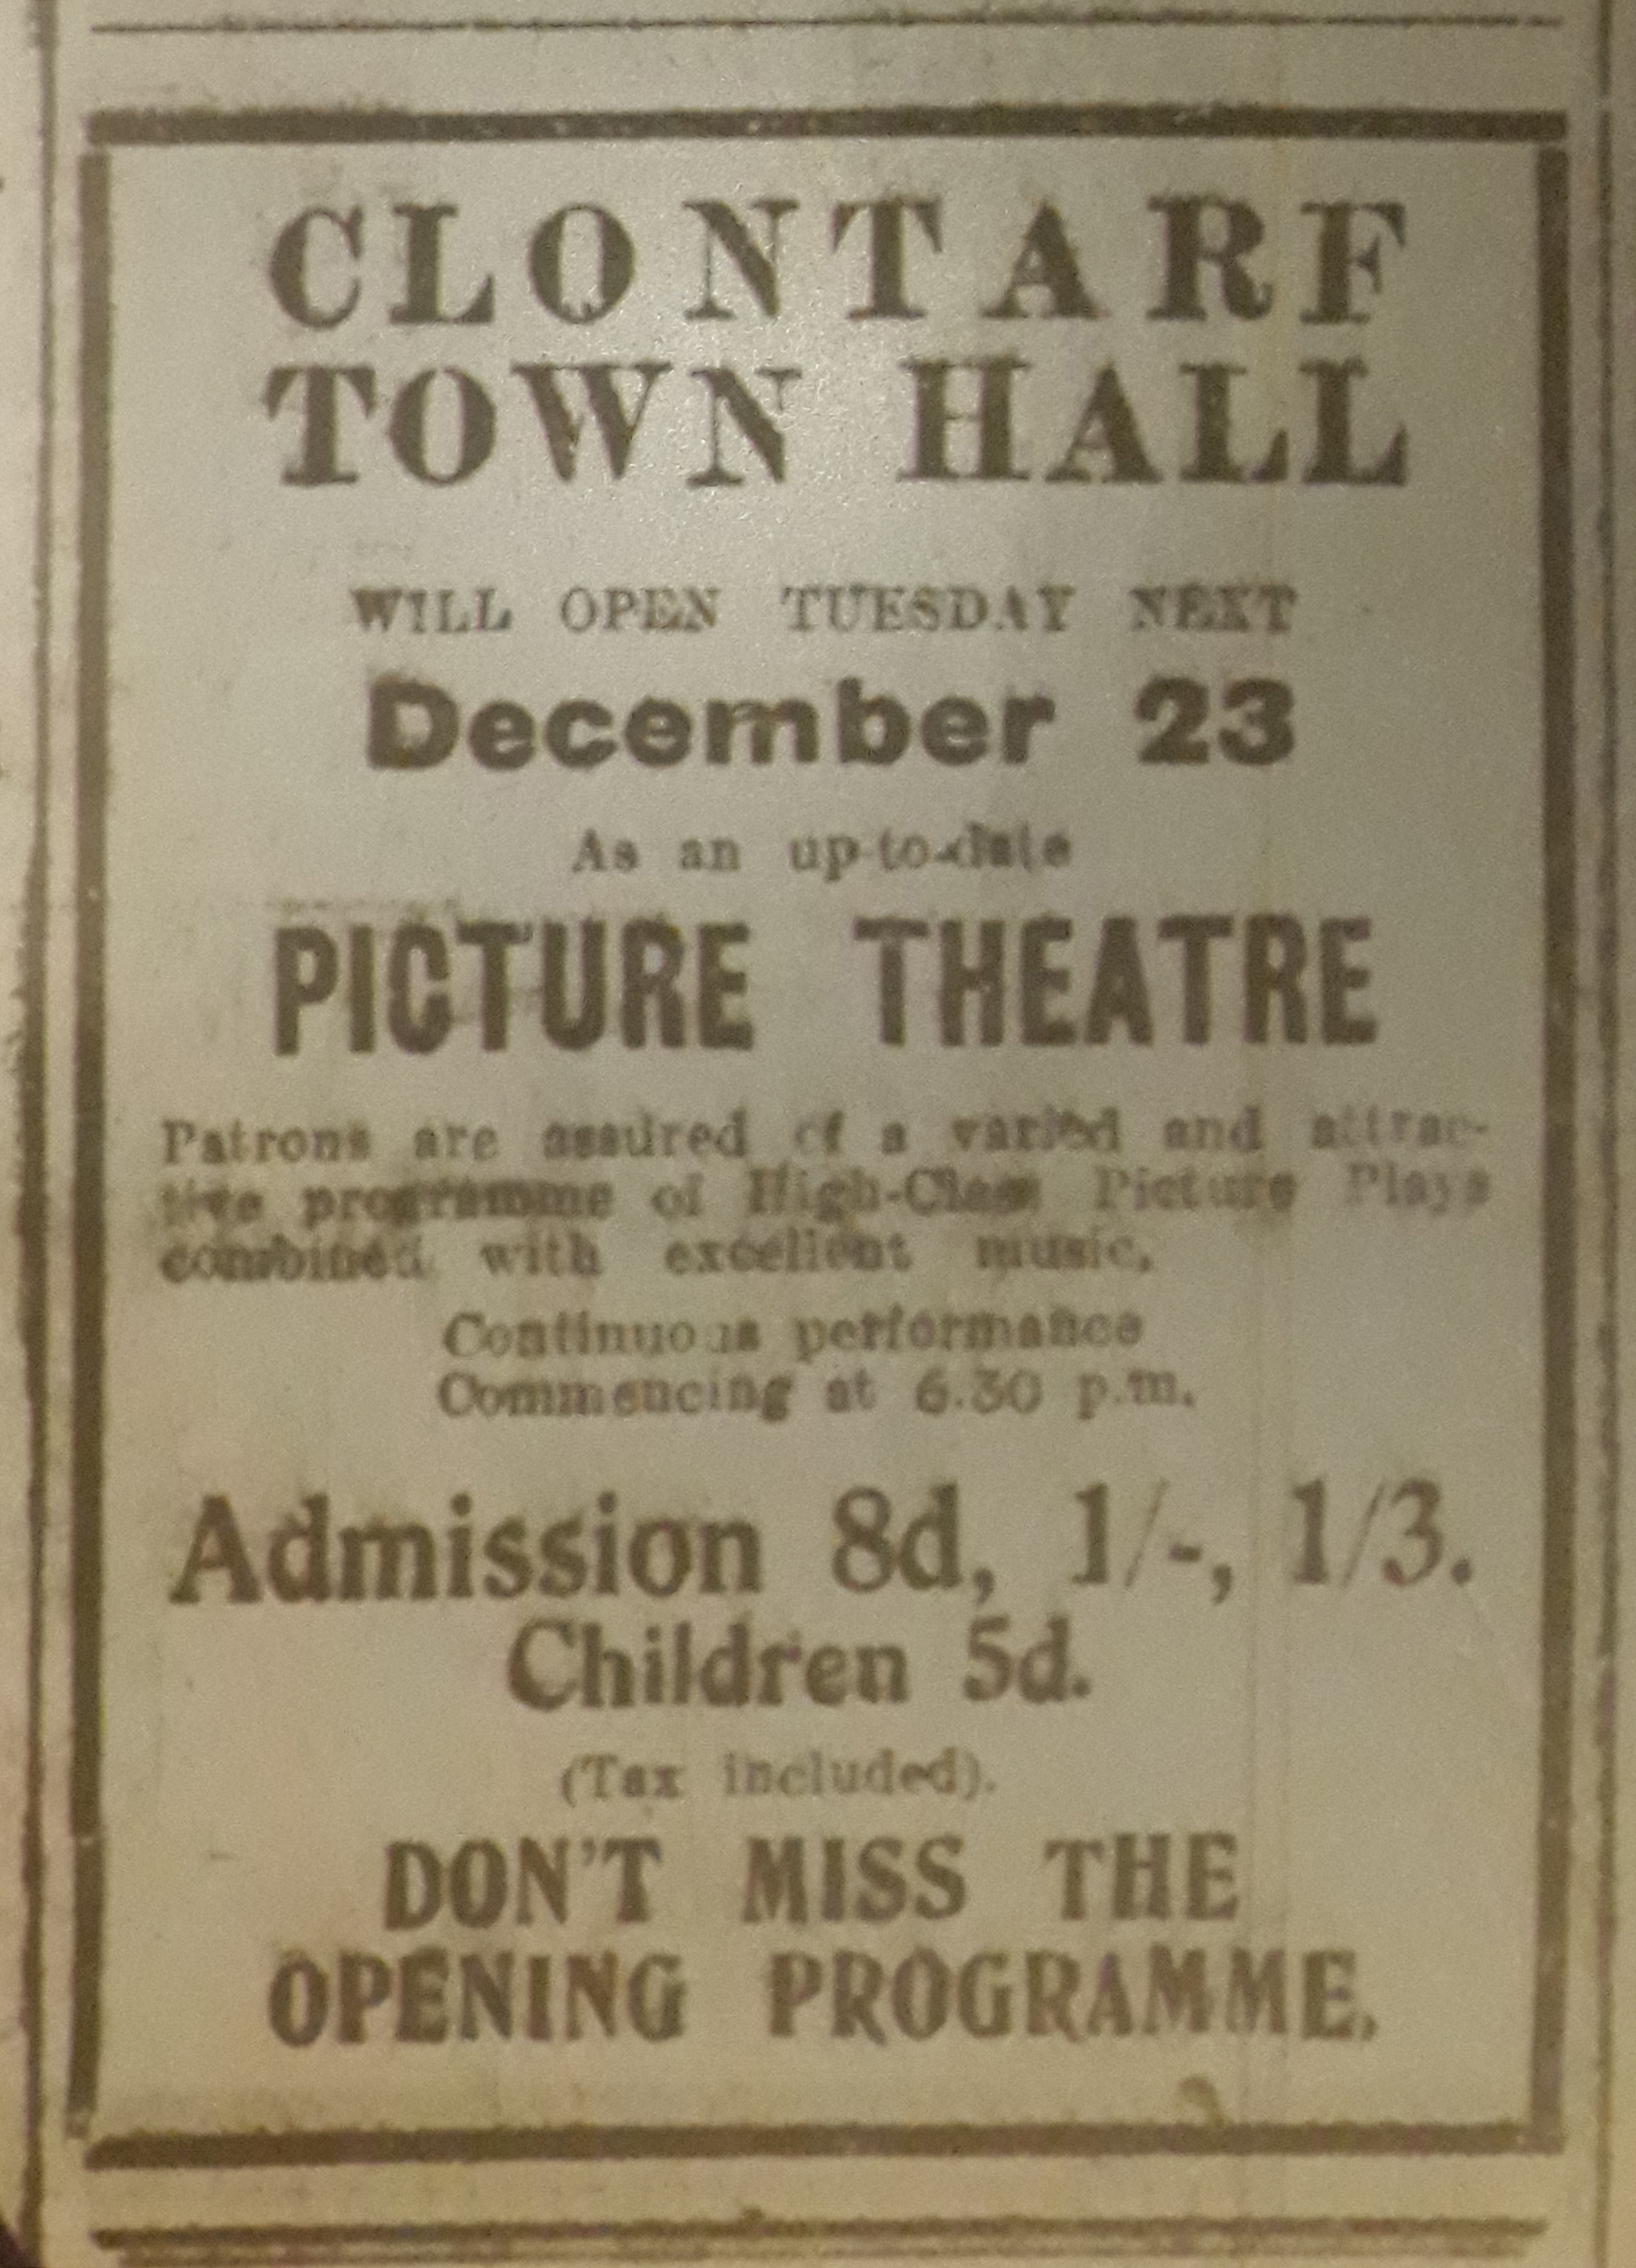 CLONTARF
TOWN HALL
WILL OPEN TUESDAY NEXT
December 23
As an up-to-date
PICTURE THEATRE
Patrons are assured of a varied and attrac-
tive programme of High-Class Picture Plays
combined with excellent music.
Continuous performance
Commencing at 6.30 p.m.
Admission 8d, 1/-, 1/3.
Children 5d.
(Tax included).
DON'T MISS THE
OPENING PROGRAMME.